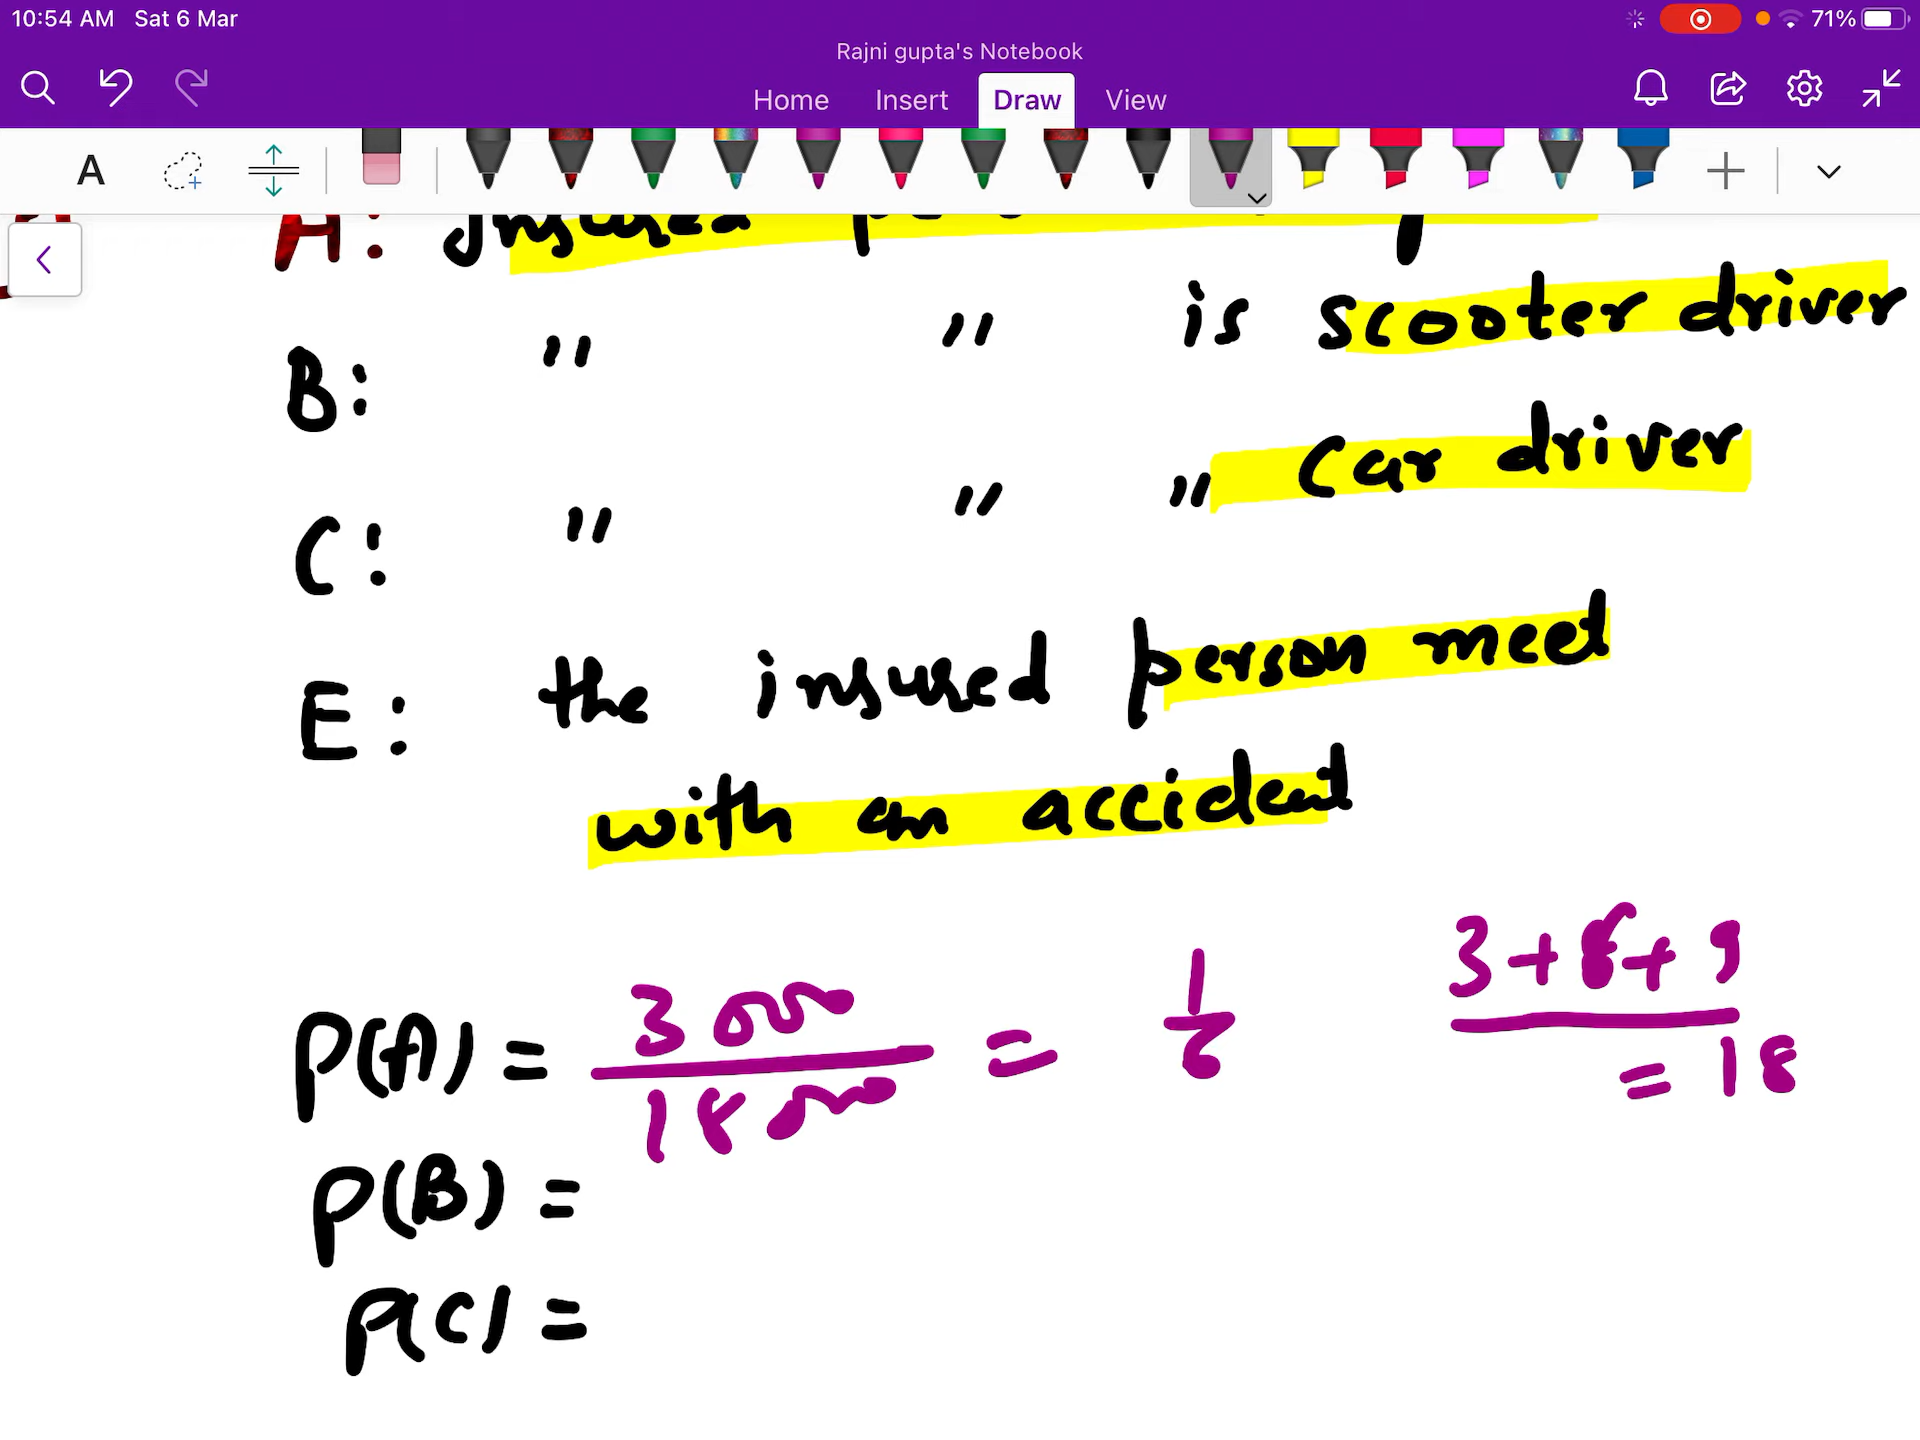 10:54 AM Sat 6 Mar
71%
Rajni gupta's Notebook
Home Insert Draw View
A
A: Insured
B: " " is scooter driver
C: " " " Car driver
E: the insured person meet
with an accident
3+6+9
P(A) = 3000/18000 = 1/6
= 18
P(B) =
P(C) =